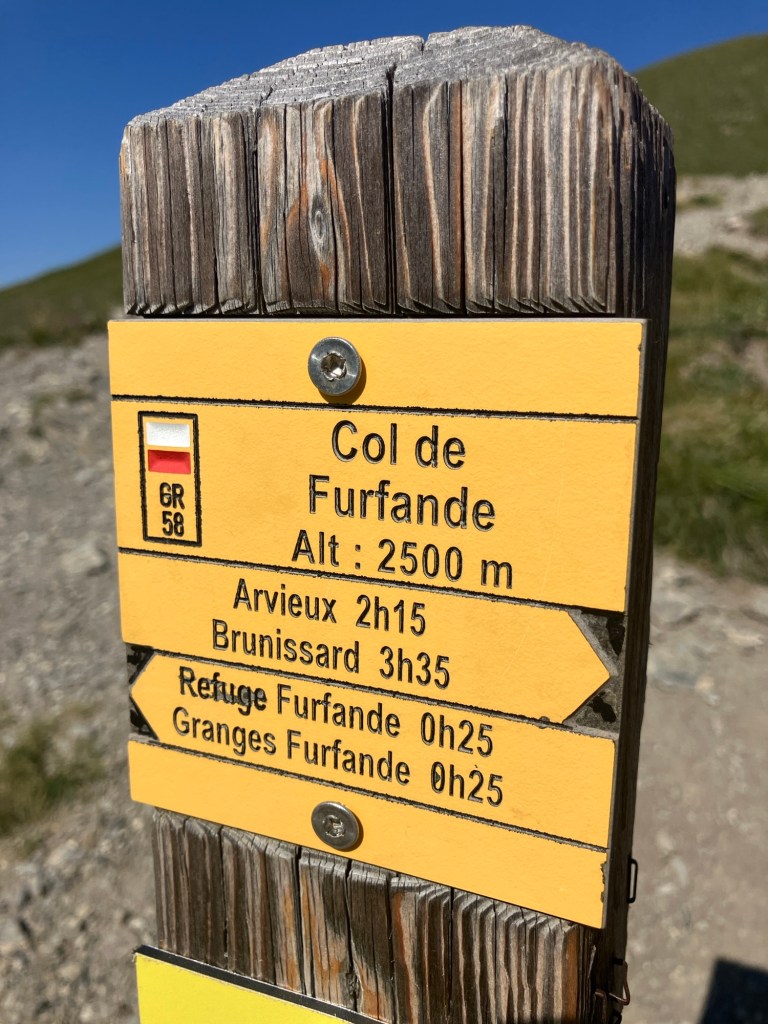 GR
58
Col de
Furfande
Alt : 2500 m
Arvieux 2h15
Brunissard 3h35
Refuge Furfande 0h25
Granges Furfande 0h25